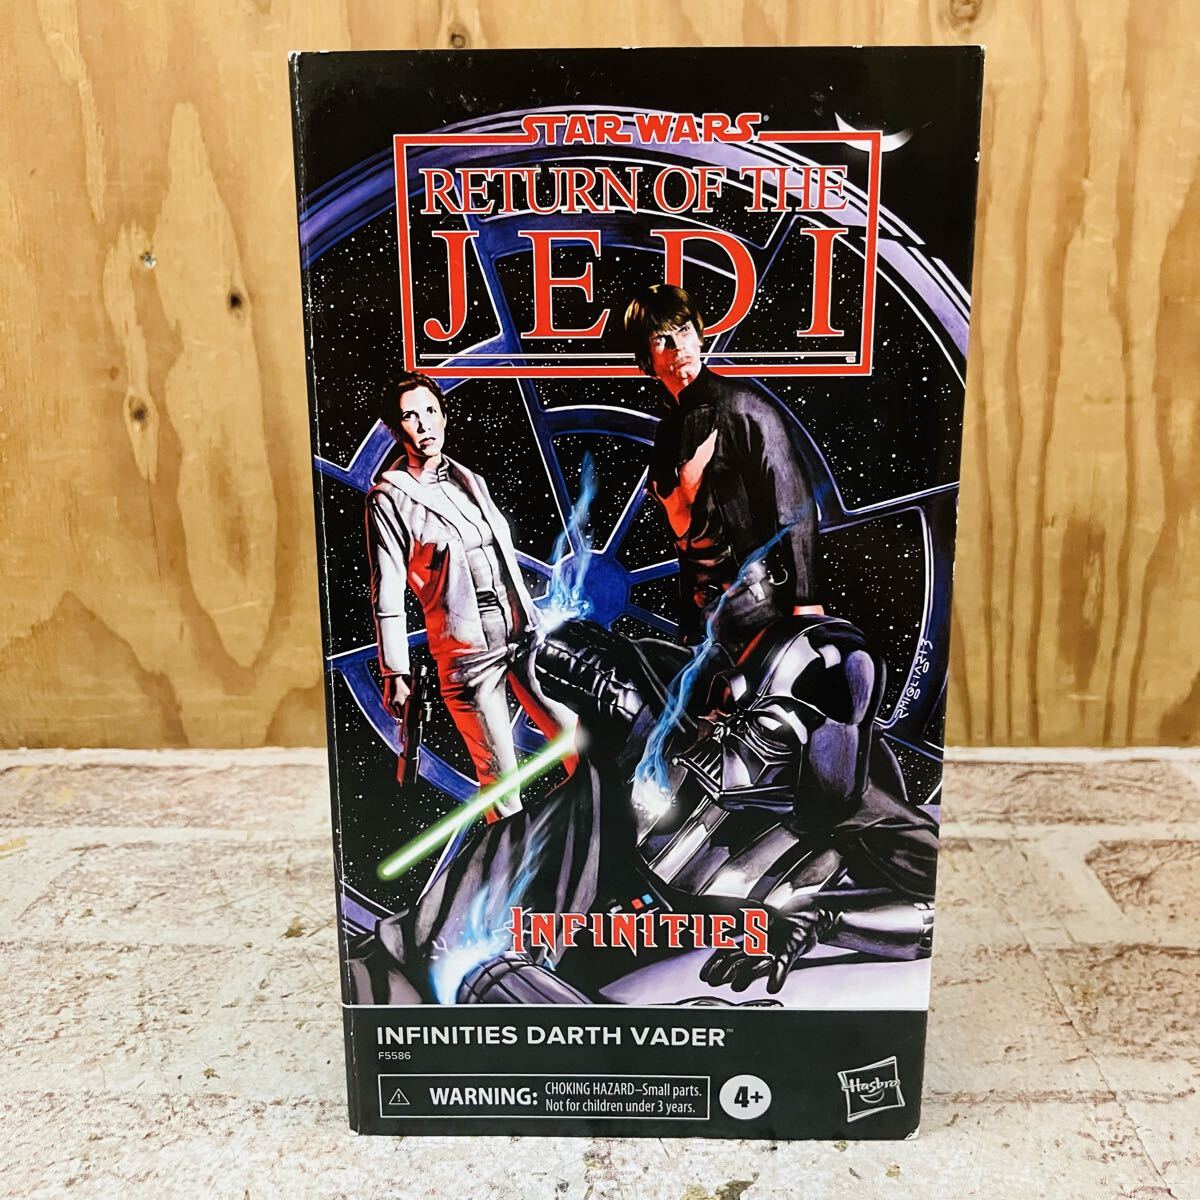 STAR WARS
RETURN OF THE
JEDI
INFINITIES
INFINITIES DARTH VADER™
F5586
WARNING: CHOKING HAZARD–Small parts.
Not for children under 3 years.
4+
Hasbro